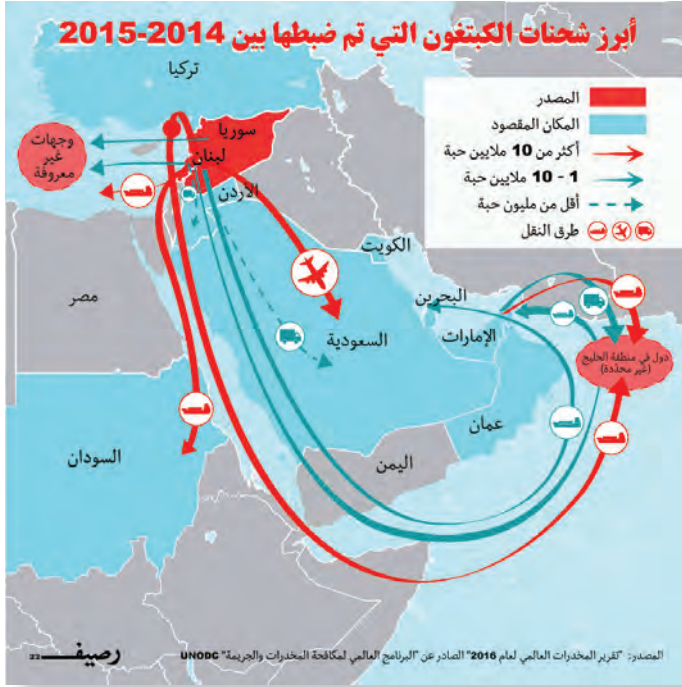 أبرز شحنات الكبتغون التي تم ضبطها بين 2014-2015
المصدر
المكان المقصود
أكثر من 10 ملايين حبة
1 - 10 ملايين حبة
أقل من مليون حبة
طرق النقل
تركيا
سوريا
لبنان
الأردن
وجهات
غير
معروفة
الكويت
البحرين
مصر
السعودية
الإمارات
دول في منطقة الخليج
(غير محددة)
عمان
السودان
اليمن
المصدر: "تقرير المخدرات العالمي لعام 2016" الصادر عن "البرنامج العالمي لمكافحة المخدرات والجريمة" UNODC
رصيف22